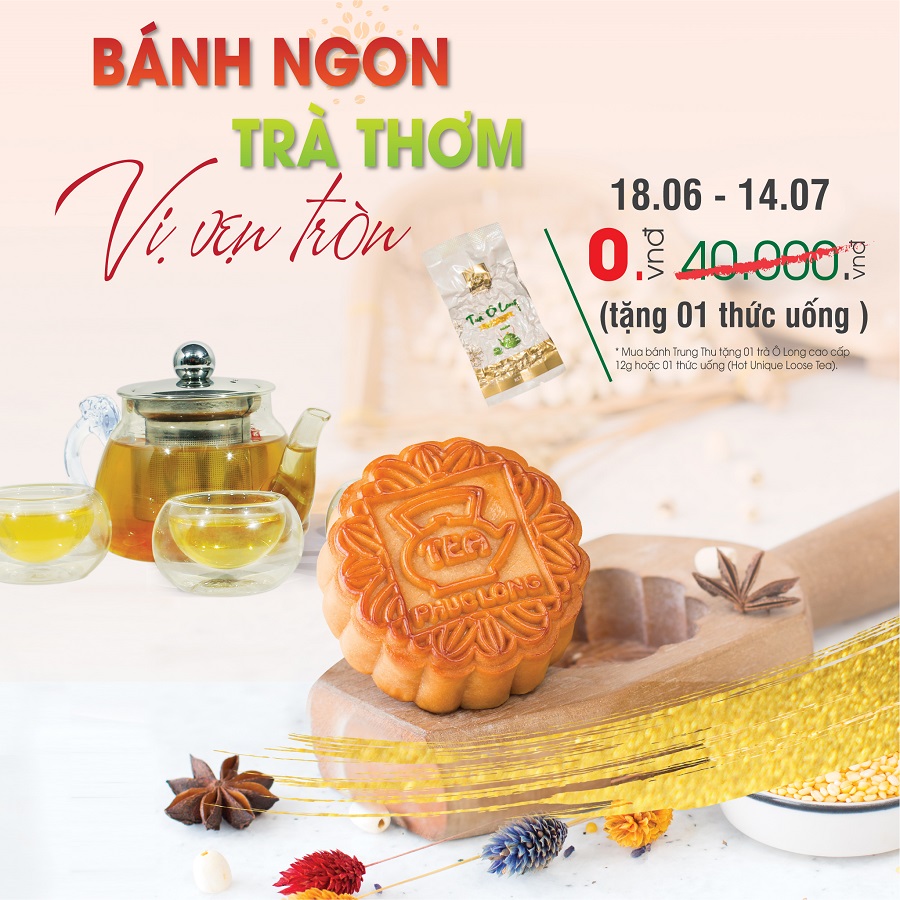 BÁNH NGON
TRÀ THƠM
Vị vẹn tròn
18.06 - 14.07
0.vnđ 40.000.vnđ
(tặng 01 thức uống )
* Mua bánh Trung Thu tặng 01 trà Ô Long cao cấp
12g hoặc 01 thức uống (Hot Unique Loose Tea).
Trà Ô Long
TEA
PHUCLONG